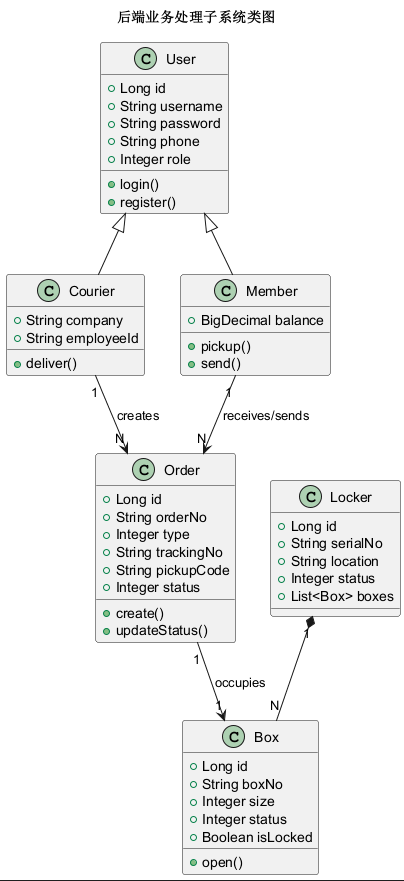 后端业务处理子系统类图
C User
Long id
String username
String password
String phone
Integer role
login()
register()
C Courier
String company
String employeeId
deliver()
C Member
BigDecimal balance
pickup()
send()
1
creates
N
1
receives/sends
N
C Order
Long id
String orderNo
Integer type
String trackingNo
String pickupCode
Integer status
create()
updateStatus()
C Locker
Long id
String serialNo
String location
Integer status
List<Box> boxes
1
occupies
1
1
N
C Box
Long id
String boxNo
Integer size
Integer status
Boolean isLocked
open()